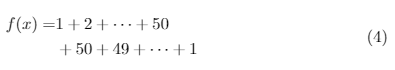 f(x) = 1 + 2 + ⋯ + 50
+ 50 + 49 + ⋯ + 1 (4)